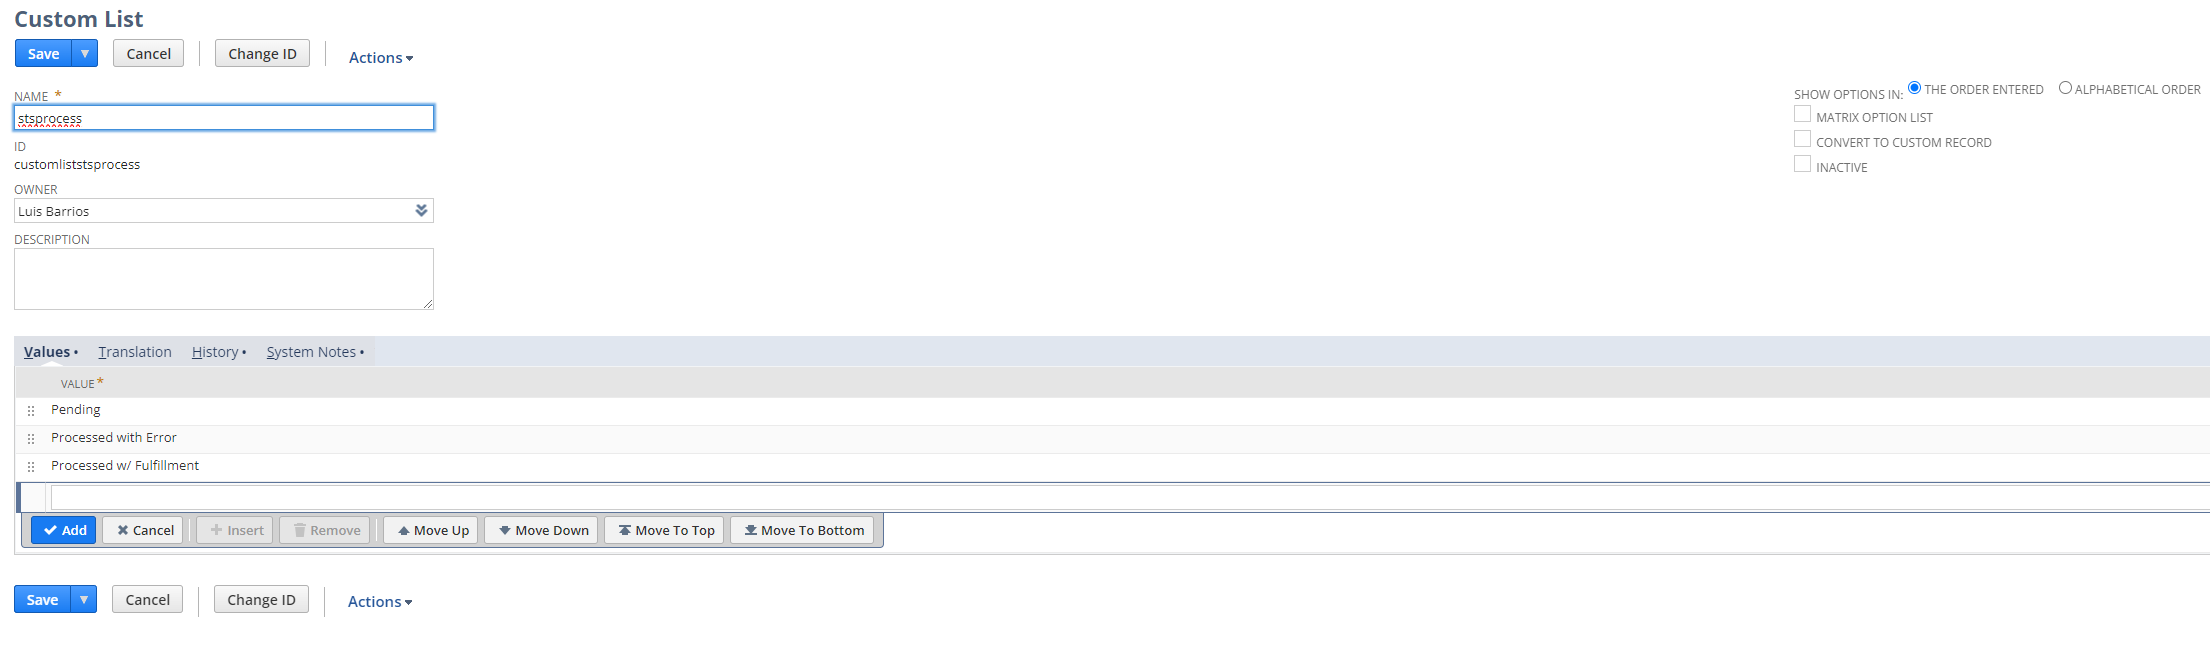 Custom List
Save Cancel Change ID Actions
NAME *
stsprocess
ID
customliststsprocess
OWNER
Luis Barrios
DESCRIPTION
SHOW OPTIONS IN: THE ORDER ENTERED ALPHABETICAL ORDER
MATRIX OPTION LIST
CONVERT TO CUSTOM RECORD
INACTIVE
Values • Translation History • System Notes •
VALUE *
Pending
Processed with Error
Processed w/ Fulfillment
Add Cancel Insert Remove Move Up Move Down Move To Top Move To Bottom
Save Cancel Change ID Actions